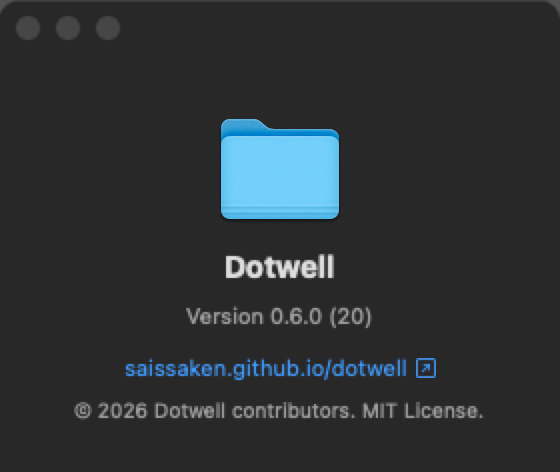 Dotwell
Version 0.6.0 (20)
saissaken.github.io/dotwell
© 2026 Dotwell contributors. MIT License.